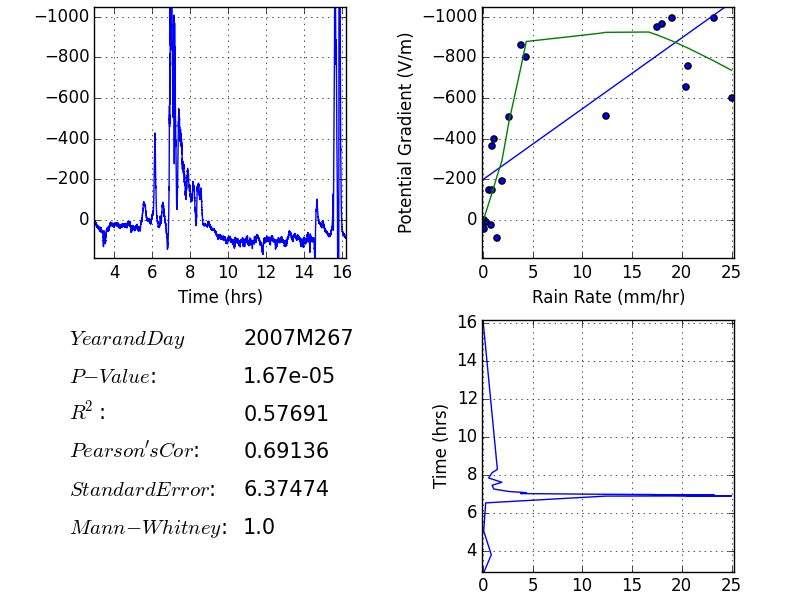 −1000
−800
−600
−400
−200
0
4 6 8 10 12 14 16
Time (hrs)
Potential Gradient (V/m)
−1000
−800
−600
−400
−200
0
0 5 10 15 20 25
Rain Rate (mm/hr)
YearandDay 2007M267
P−Value: 1.67e-05
R²: 0.57691
Pearson′sCor: 0.69136
StandardError: 6.37474
Mann−Whitney: 1.0
Time (hrs)
16
14
12
10
8
6
4
0 5 10 15 20 25